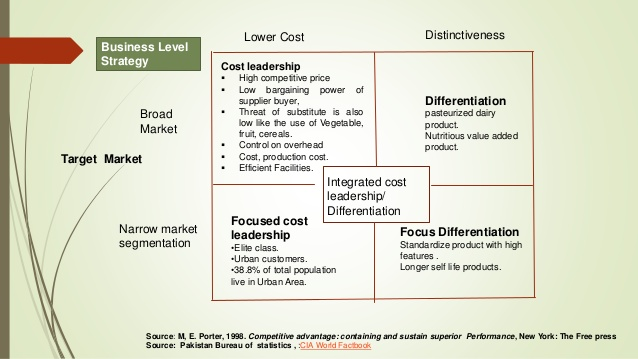 Business Level
Strategy
Lower Cost
Distinctiveness
Broad
Market
Target Market
Narrow market
segmentation
Cost leadership
▪ High competitive price
▪ Low bargaining power of
supplier buyer,
▪ Threat of substitute is also
low like the use of Vegetable,
fruit, cereals.
▪ Control on overhead
▪ Cost, production cost.
▪ Efficient Facilities.
Differentiation
pasteurized dairy
product.
Nutritious value added
product.
Integrated cost
leadership/
Differentiation
Focused cost
leadership
•Elite class.
•Urban customers.
•38.8% of total population
live in Urban Area.
Focus Differentiation
Standardize product with high
features .
Longer self life products.
Source: M, E. Porter, 1998. Competitive advantage: containing and sustain superior Performance, New York: The Free press
Source: Pakistan Bureau of statistics , :CIA World Factbook